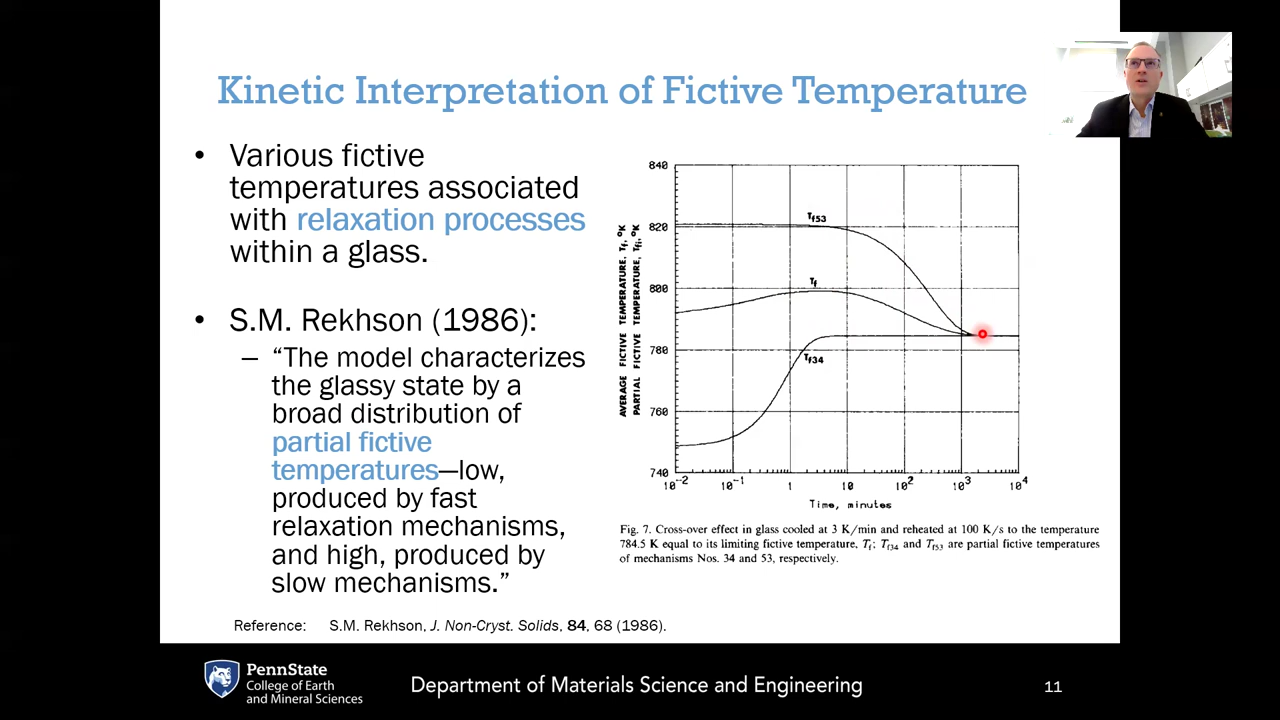 Kinetic Interpretation of Fictive Temperature
• Various fictive
temperatures associated
with relaxation processes
within a glass.
• S.M. Rekhson (1986):
– “The model characterizes
the glassy state by a
broad distribution of
partial fictive
temperatures—low,
produced by fast
relaxation mechanisms,
and high, produced by
slow mechanisms.”
AVERAGE FICTIVE TEMPERATURE, Tf, °K
PARTIAL FICTIVE TEMPERATURE, Tfi, °K
840
820
800
780
760
740
Tf53
Tf
Tf34
10⁻² 10⁻¹ 1 10 10² 10³ 10⁴
Time, minutes
Fig. 7. Cross-over effect in glass cooled at 3 K/min and reheated at 100 K/s to the temperature
784.5 K equal to its limiting fictive temperature, Tf; Tf34 and Tf53 are partial fictive temperatures
of mechanisms Nos. 34 and 53, respectively.
Reference: S.M. Rekhson, J. Non-Cryst. Solids, 84, 68 (1986).
PennState
College of Earth
and Mineral Sciences
Department of Materials Science and Engineering
11